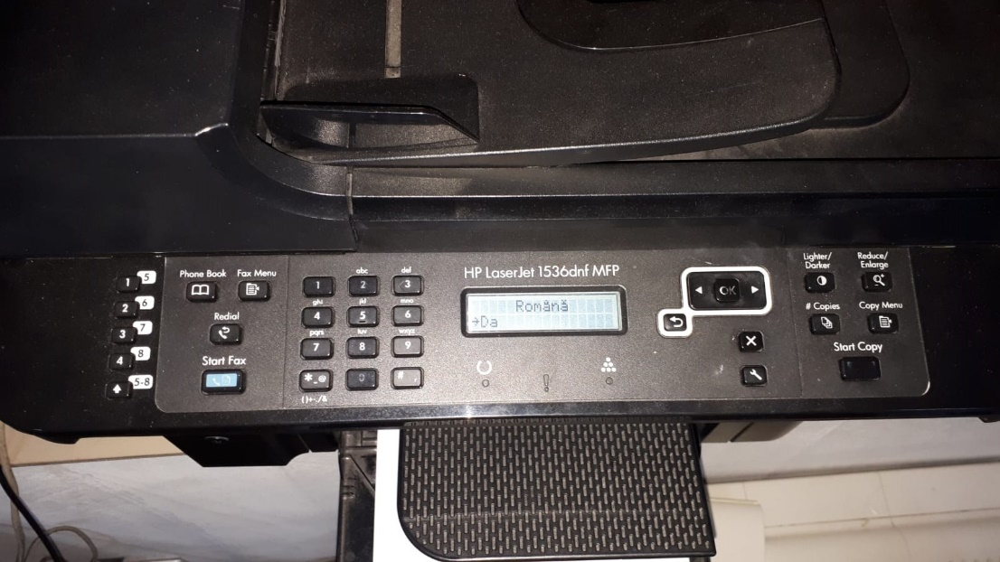 HP LaserJet 1536dnf MFP
Română
→Da
Phone Book
Fax Menu
Redial
Start Fax
1 5
2 6
3 7
4 8
5-8
1
abc
2
def
3
ghi
4
jkl
5
mno
6
pqrs
7
tuv
8
wxyz
9
*_@
0
#
()+-./&
OK
Lighter/
Darker
Reduce/
Enlarge
# Copies
Copy Menu
Start Copy